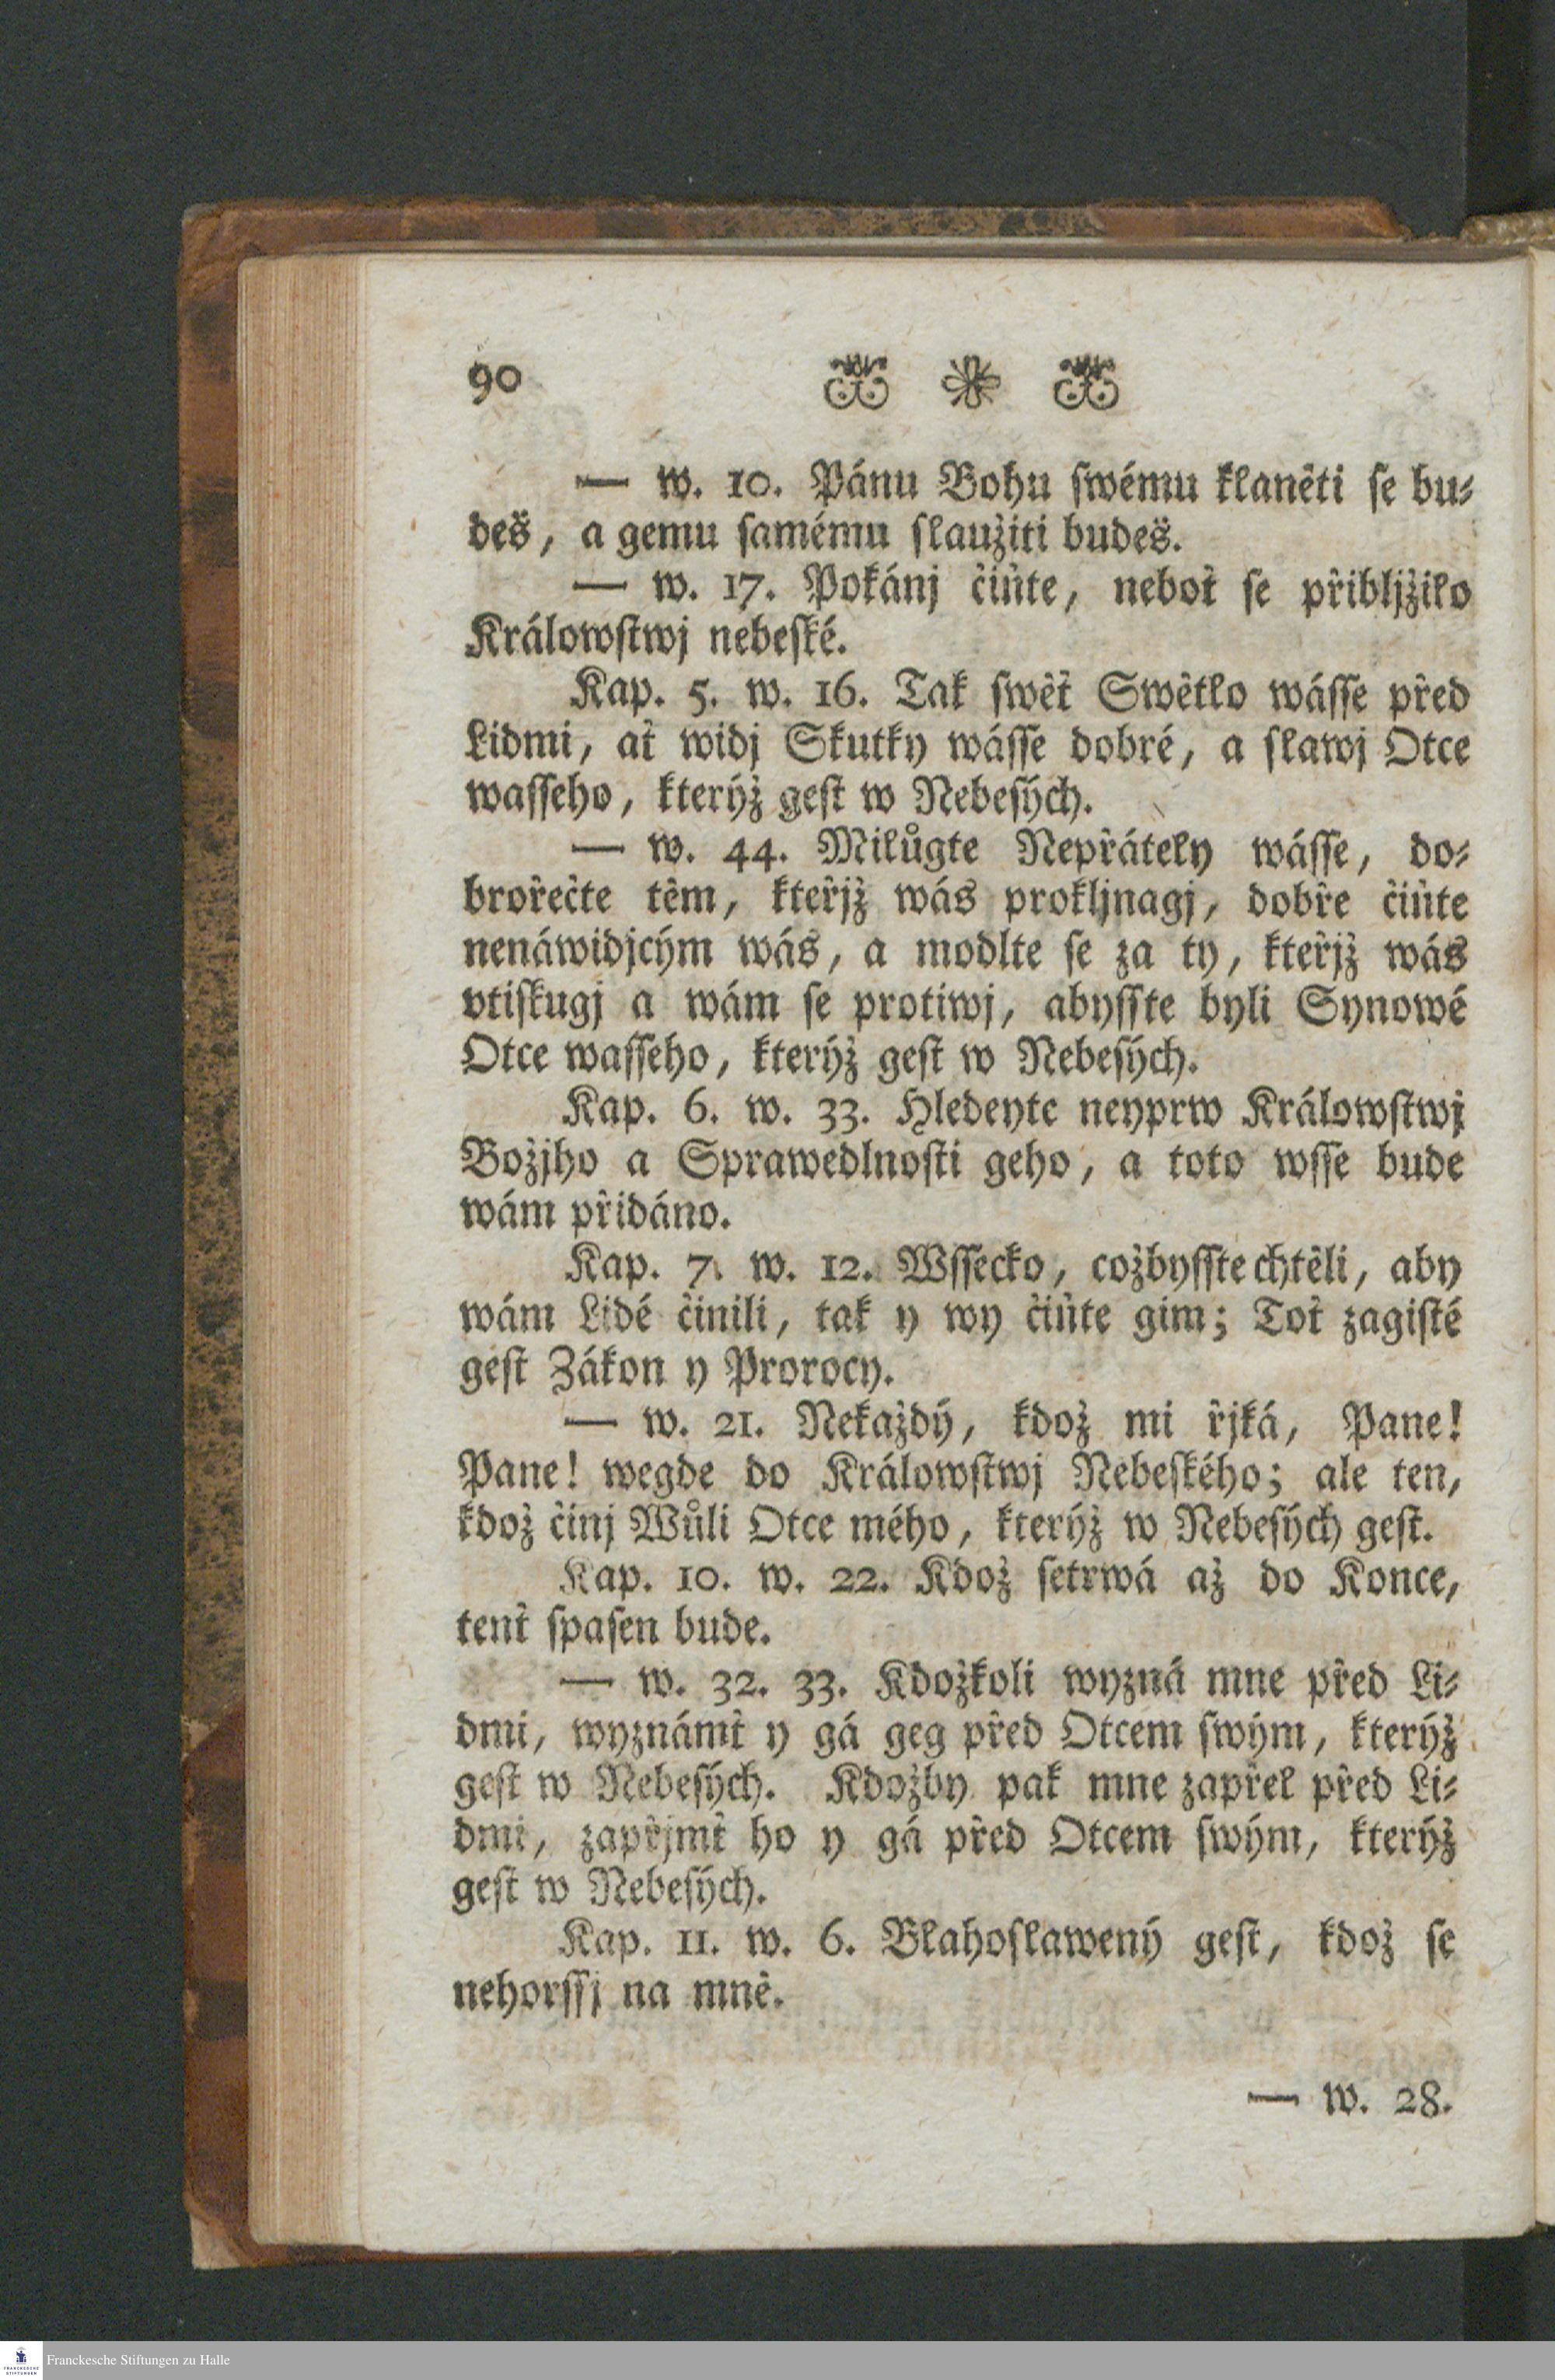 90
— w. 10. Pánu Bohu ſwému klaněti ſe bu⸗
deš, a gemu ſamému ſlaužiti budeš.
— w. 17. Pokánj čiňte, neboť ſe přibljžilo
Králowſtwj nebeſké.
Kap. 5. w. 16. Tak ſwěť Swětlo wáſſe před
Lidmi, ať widj Skutky wáſſe dobré, a ſlawj Otce
waſſeho, kterýž geſt w Nebeſých.
— w. 44. Milůgte Nepřátely wáſſe, do⸗
brořečte těm, kteřjž wás prokljnagj, dobře čiňte
nenáwidjcým wás, a modlte ſe za ty, kteřjž wás
vtiſkugj a wám ſe protiwj, abyſſte byli Synowé
Otce waſſeho, kterýž geſt w Nebeſých.
Kap. 6. w. 33. Hledeyte neyprw Králowſtwj
Božjho a Sprawedlnoſti geho, a toto wſſe bude
wám přidáno.
Kap. 7. w. 12. Wſſecko, cožbyſſte chtěli, aby
wám Lidé činili, tak y wy čiňte gim; Toť zagiſté
geſt Zákon y Prorocy.
— w. 21. Nekaždý, kdož mi řjká, Pane!
Pane! wegde do Králowſtwj Nebeſkého; ale ten,
kdož činj Wůli Otce mého, kterýž w Nebeſých geſt.
Kap. 10. w. 22. Kdož ſetrwá až do Konce,
tenť ſpaſen bude.
— w. 32. 33. Kdožkoli wyzná mne před Li⸗
dmi, wyznámť y gá geg před Otcem ſwým, kterýž
geſt w Nebeſých. Kdožby pak mne zapřel před Li⸗
dmi, zapřjmť ho y gá před Otcem ſwým, kterýž
geſt w Nebeſých.
Kap. 11. w. 6. Blahoſlawený geſt, kdož ſe
nehorſſj na mně.
— w. 28.
Franckesche Stiftungen zu Halle
FRANCKESCHE
STIFTUNGEN